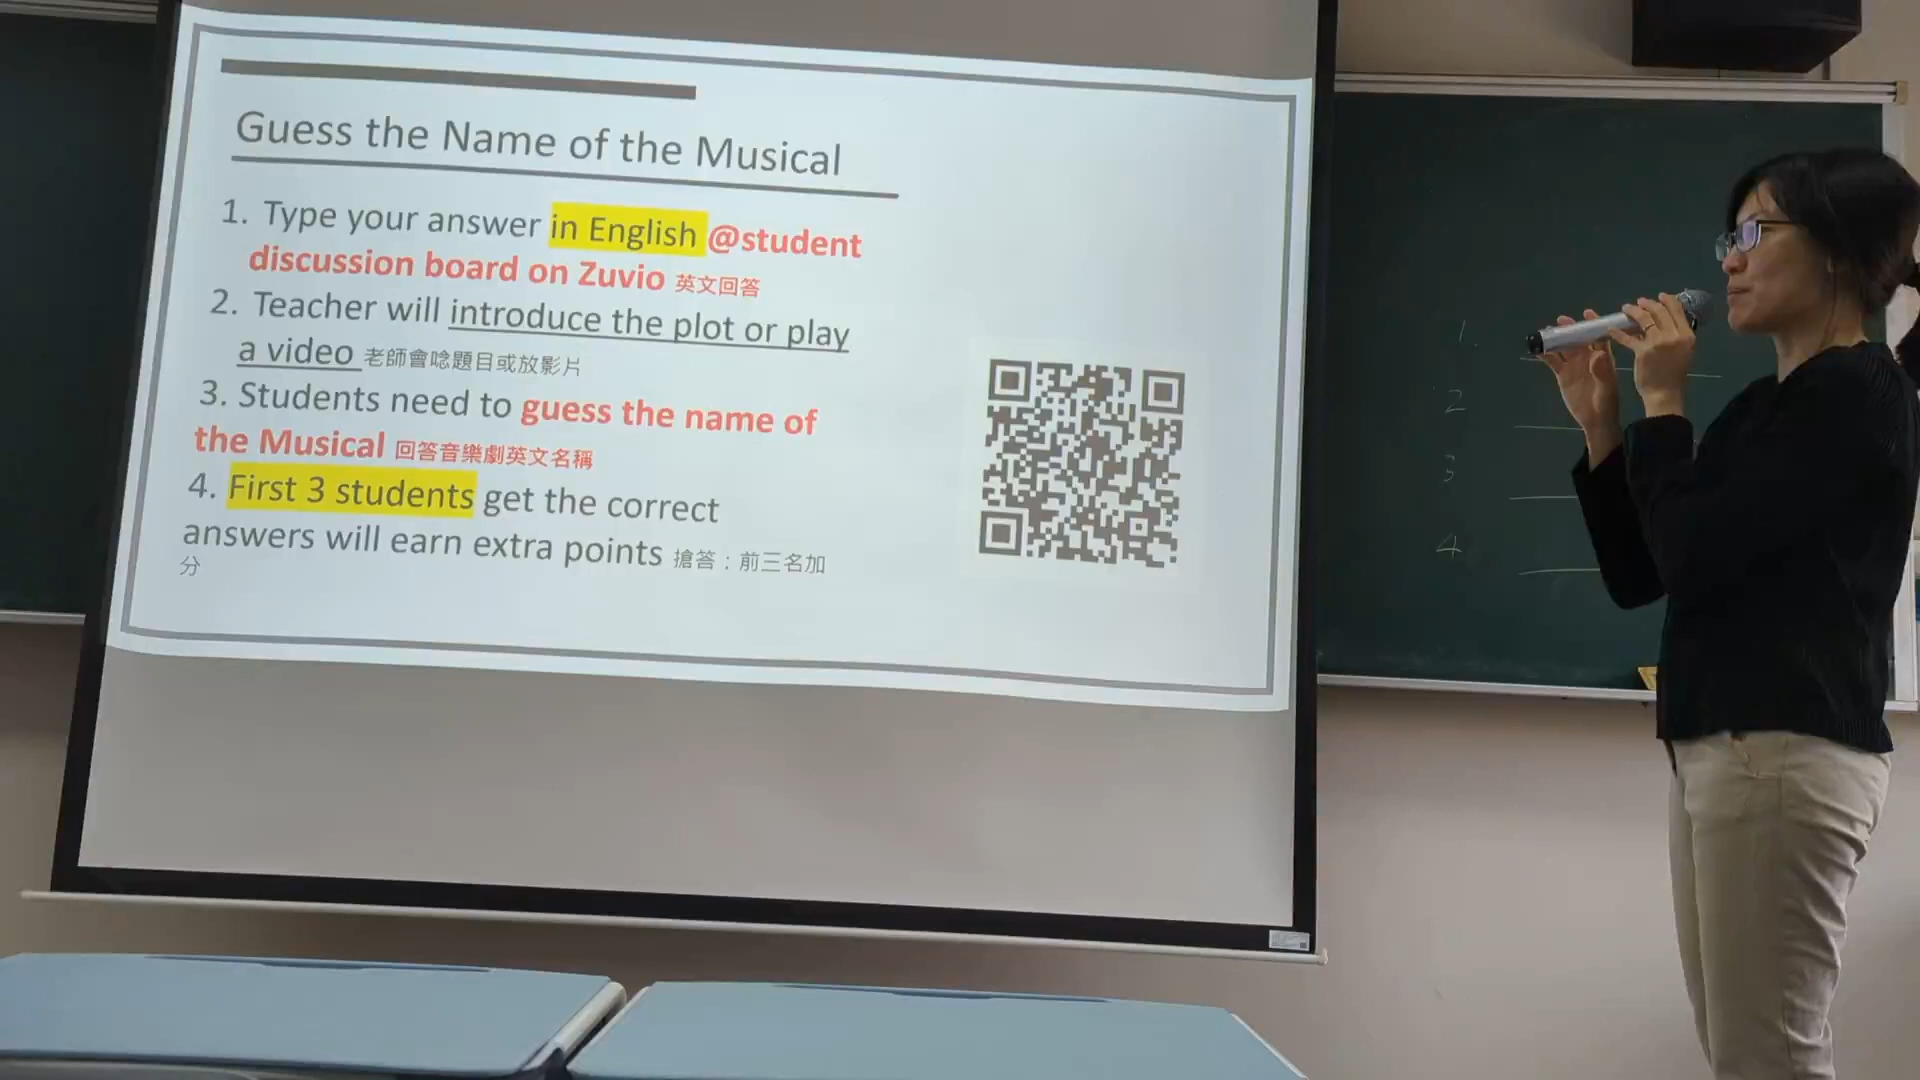 Guess the Name of the Musical
1. Type your answer in English @student
discussion board on Zuvio 英文回答
2. Teacher will introduce the plot or play
a video 老師會唸題目或放影片
3. Students need to guess the name of
the Musical 回答音樂劇英文名稱
4. First 3 students get the correct
answers will earn extra points 搶答：前三名加
分
1.
2
3
4